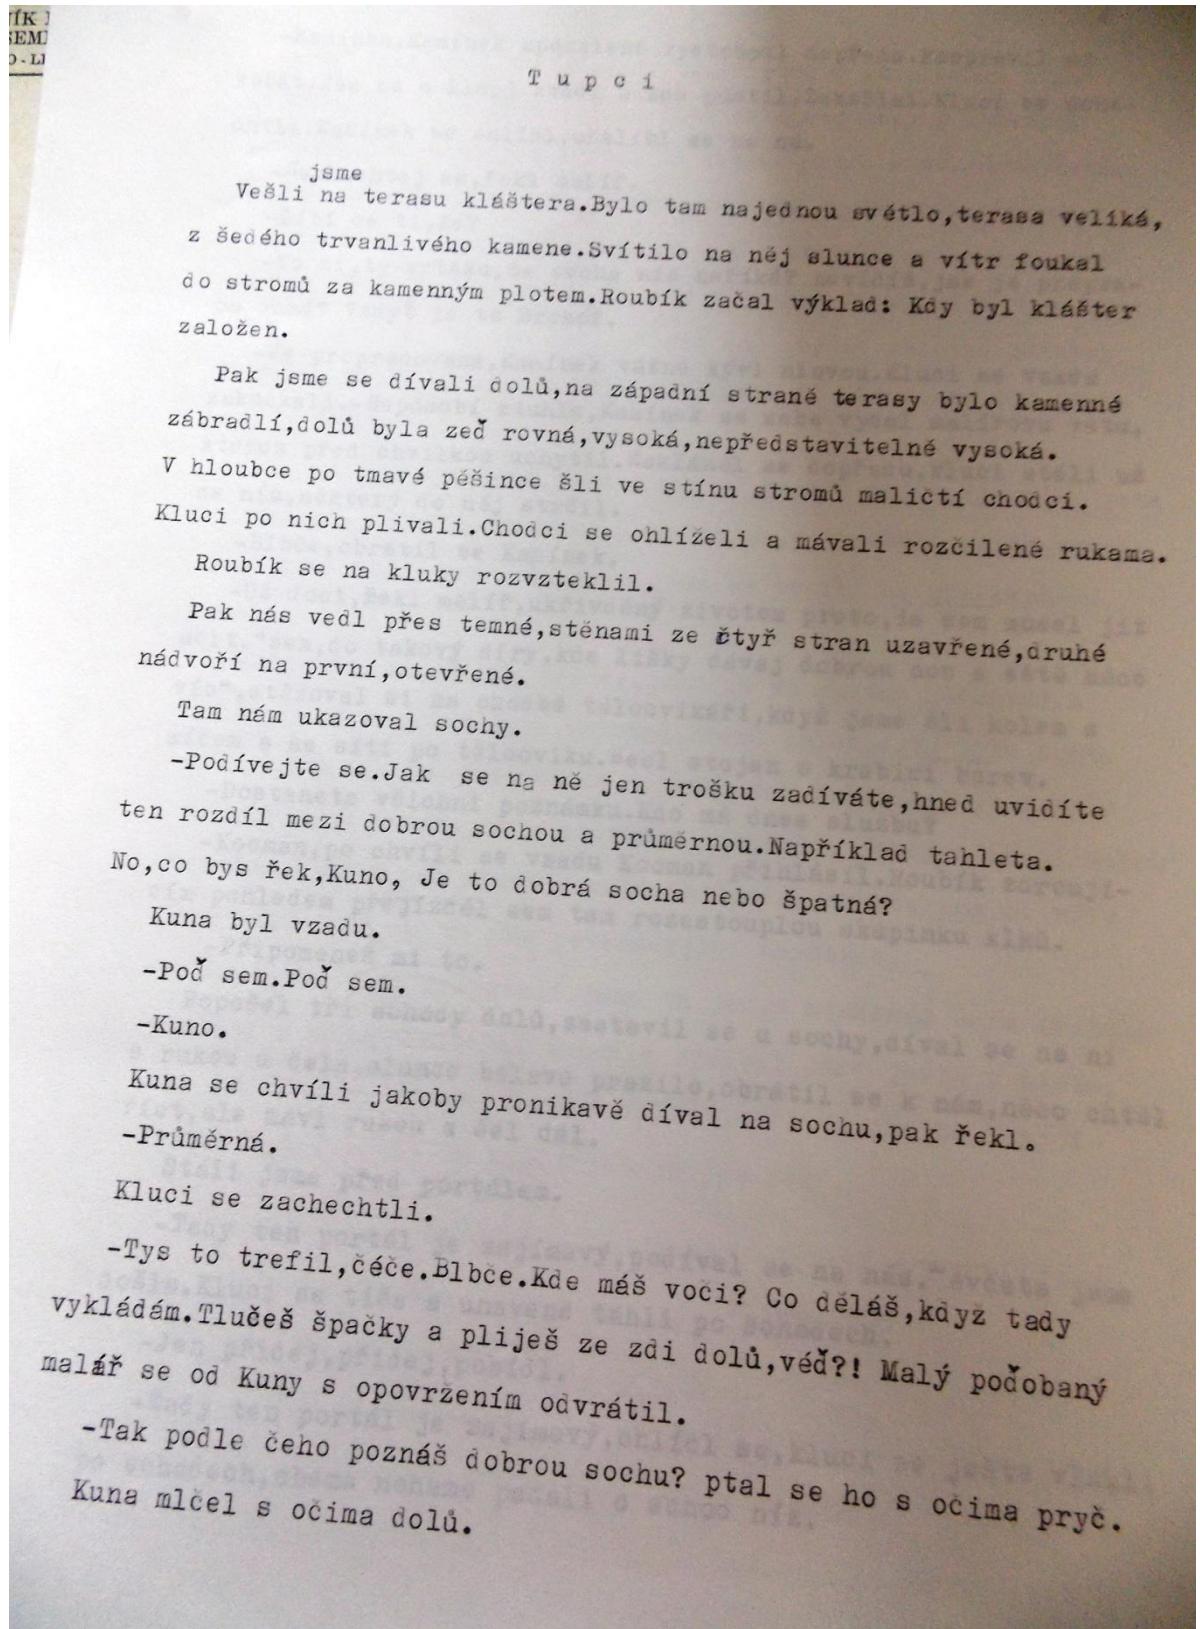 ÍK
SEM
O - LI
Tupci
jsme
Vešli na terasu kláštera.Bylo tam najednou světlo,terasa veliká,
z šedého trvanlivého kamene.Svítilo na něj slunce a vítr foukal
do stromů za kamenným plotem.Roubík začal výklad: Kdy byl klášter
založen.
Pak jsme se dívali dolů,na západní straně terasy bylo kamenné
zábradlí,dolů byla zeď rovná,vysoká,nepředstavitelně vysoká.
V hloubce po tmavé pěšince šli ve stínu stromů maličtí chodci.
Kluci po nich plivali.Chodci se ohlíželi a mávali rozčileně rukama.
Roubík se na kluky rozvzteklil.
Pak nás vedl přes temné,stěnami ze čtyř stran uzavřené,druhé
nádvoří na první,otevřené.
Tam nám ukazoval sochy.
-Podívejte se.Jak se na ně jen trošku zadíváte,hned uvidíte
ten rozdíl mezi dobrou sochou a průměrnou.Například tahleta.
No,co bys řek,Kuno, Je to dobrá socha nebo špatná?
Kuna byl vzadu.
-Poď sem.Poď sem.
-Kuno.
Kuna se chvíli jakoby pronikavě díval na sochu,pak řekl.
-Průměrná.
Kluci se zachechtli.
-Tys to trefil,čéče.Blbče.Kde máš voči? Co děláš,když tady
vykládám.Tlučeš špačky a pliješ ze zdi dolů,véď?! Malý poďobaný
malář se od Kuny s opovržením odvrátil.
-Tak podle čeho poznáš dobrou sochu? ptal se ho s očima pryč.
Kuna mlčel s očima dolů.